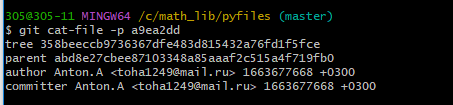 305@305-11 MINGW64 /c/math_lib/pyfiles (master)
$ git cat-file -p a9ea2dd
tree 358beeccb9736367dfe483d815432a76fd1f5fce
parent abd8e27cbee87103348a85aaaf2c515a4f719fb0
author Anton.A <toha1249@mail.ru> 1663677668 +0300
committer Anton.A <toha1249@mail.ru> 1663677668 +0300